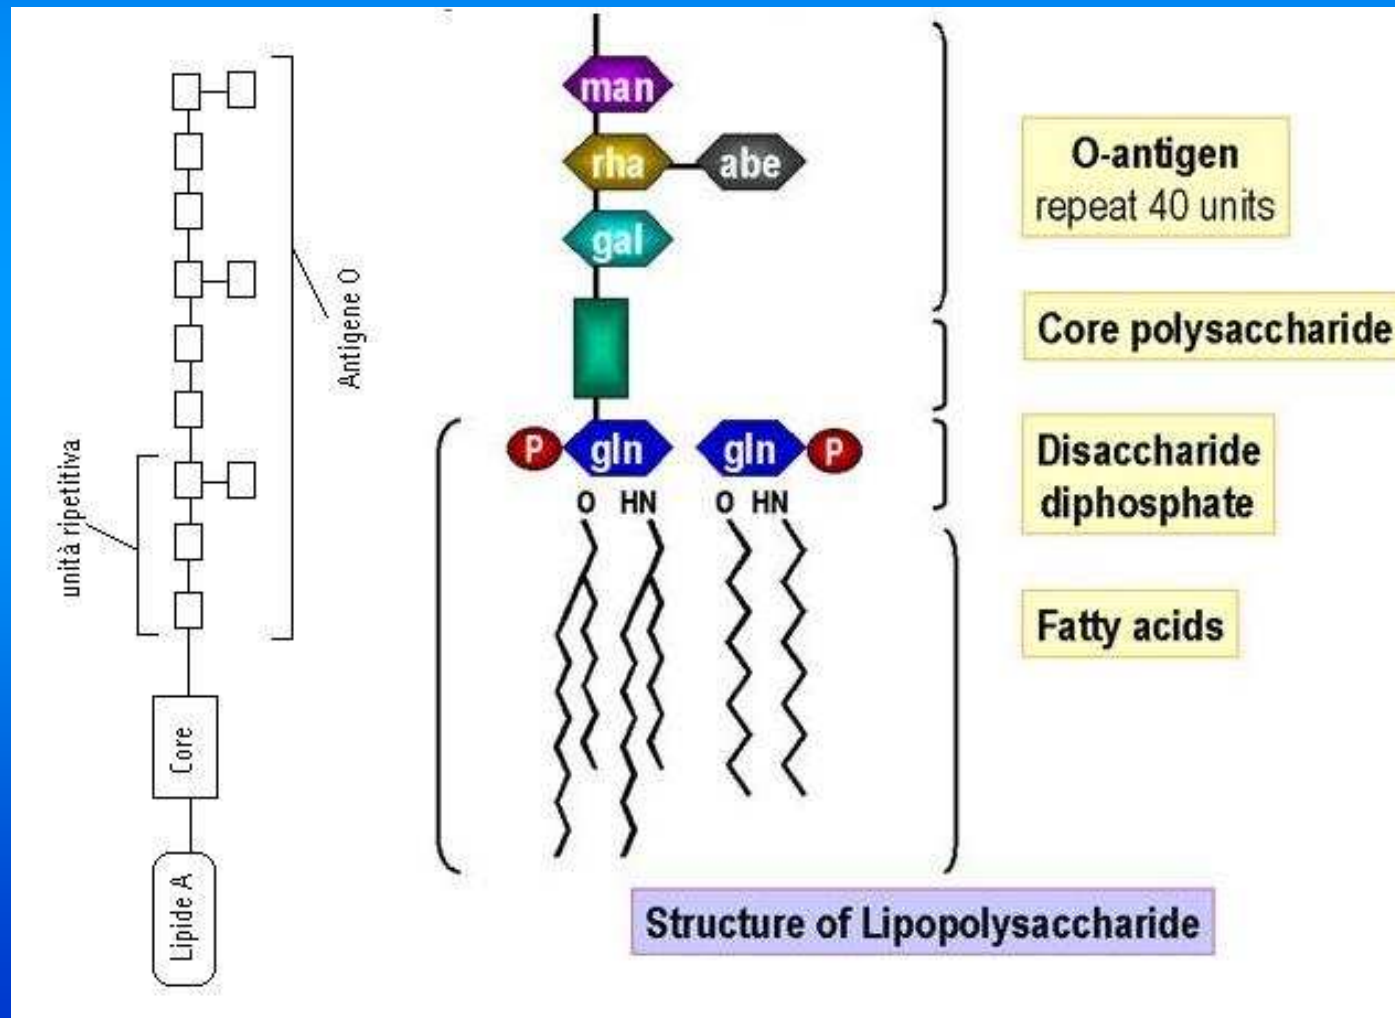 Antigene O
unità ripetitiva
Core
Lipide A
man
rha
abe
gal
P
gln
gln
P
O
HN
O
HN
O-antigen
repeat 40 units
Core polysaccharide
Disaccharide
diphosphate
Fatty acids
Structure of Lipopolysaccharide